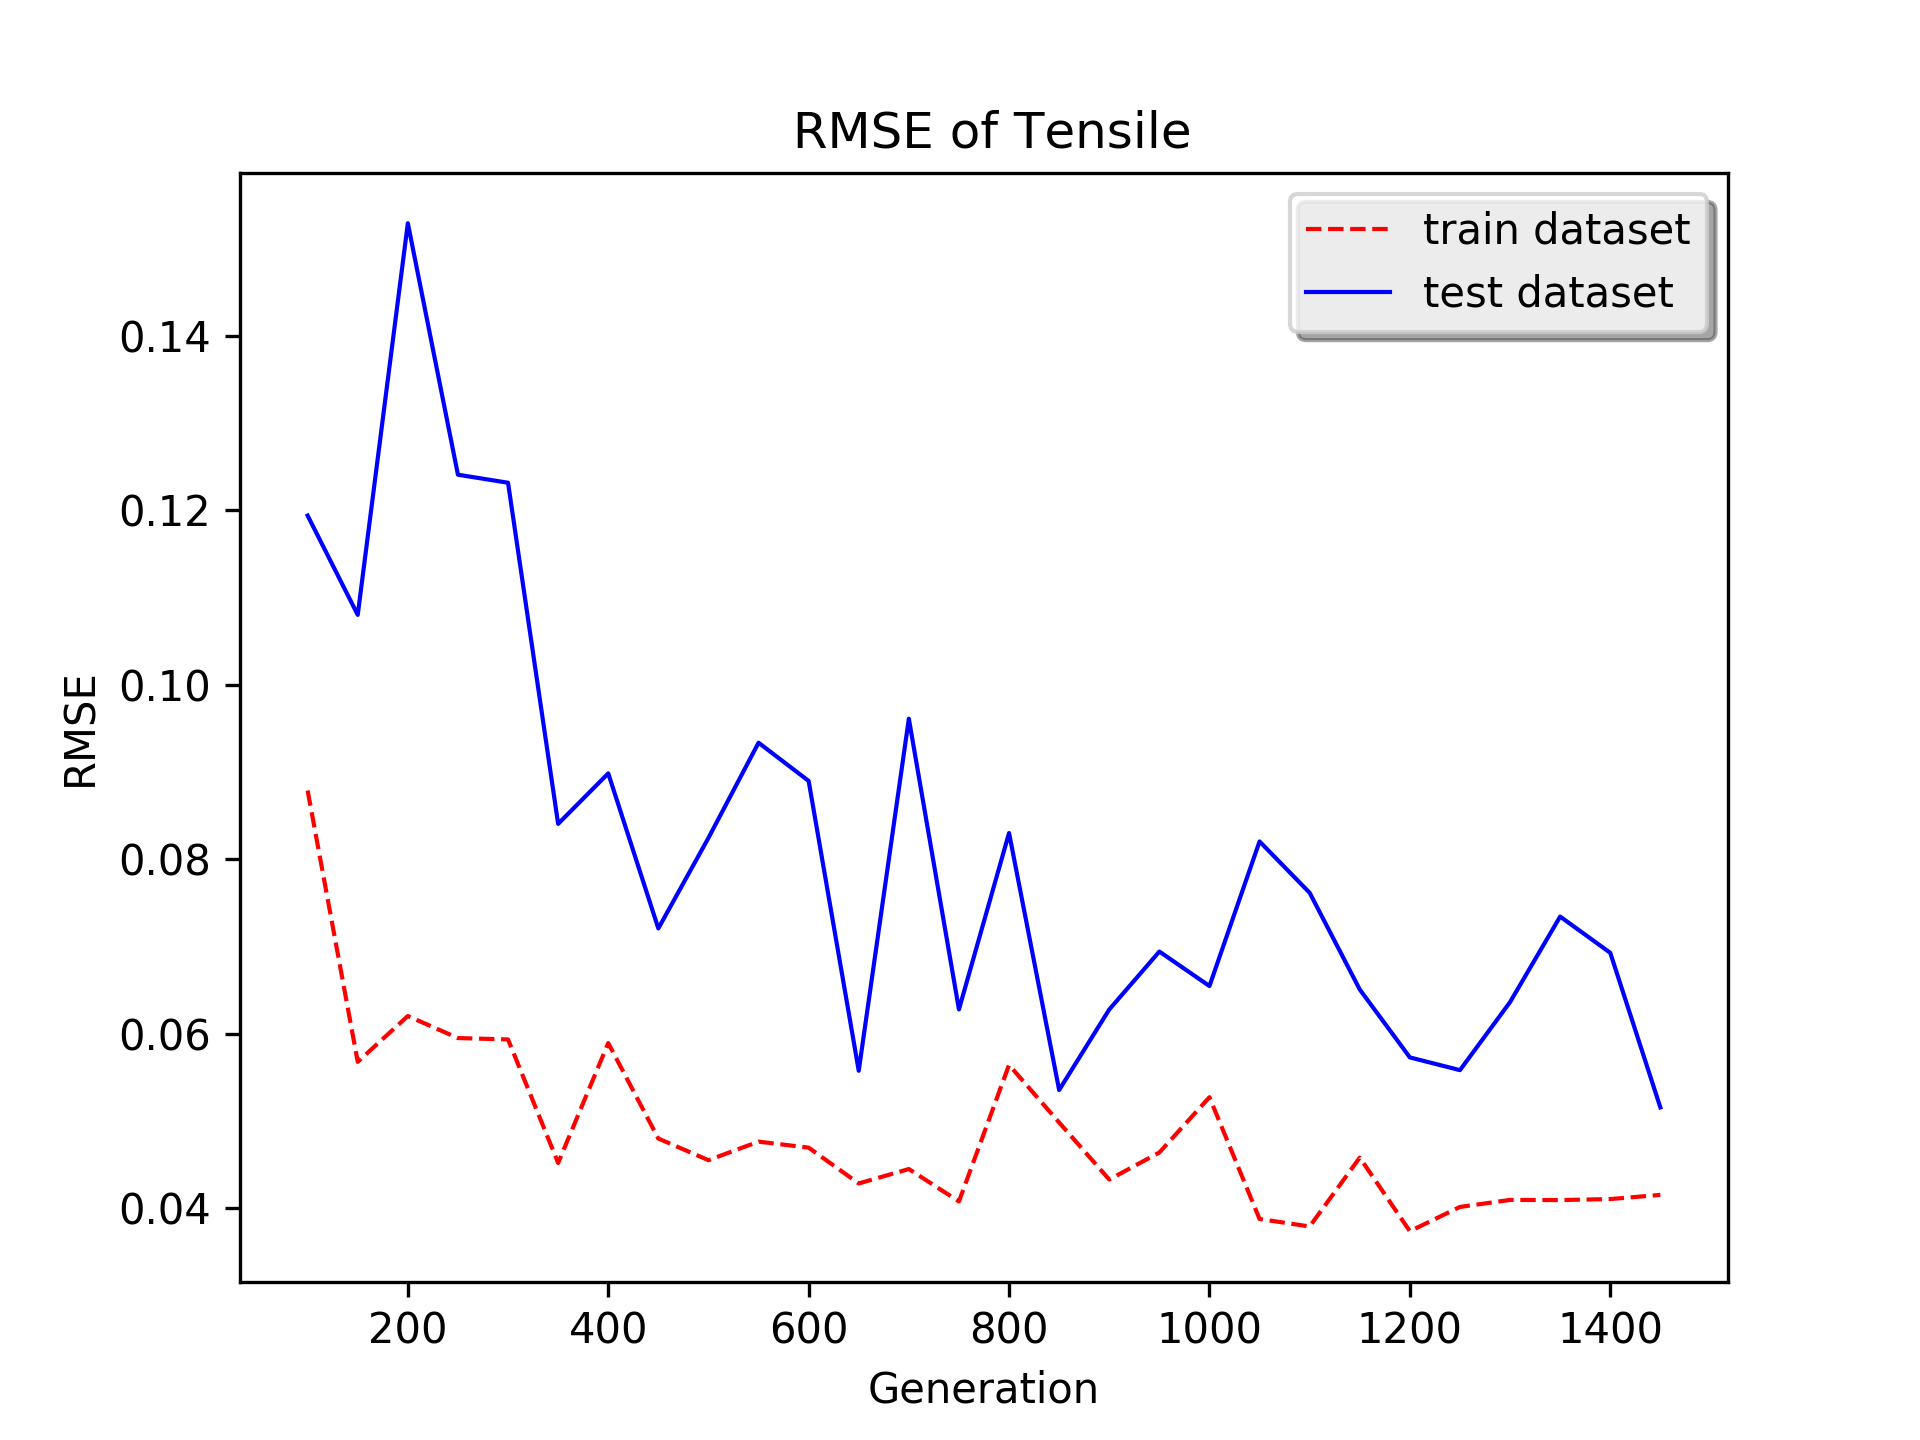 RMSE of Tensile
train dataset
test dataset
0.14
0.12
0.10
0.08
0.06
0.04
RMSE
200 400 600 800 1000 1200 1400
Generation